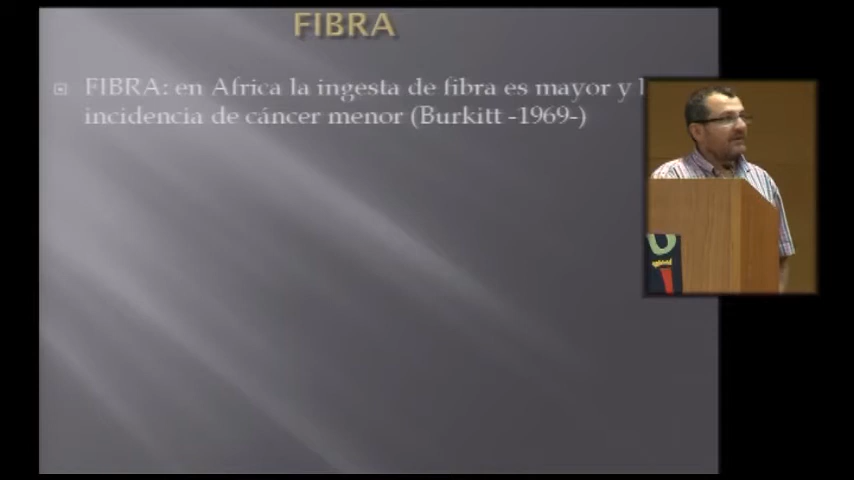 FIBRA
FIBRA: en Africa la ingesta de fibra es mayor y
incidencia de cáncer menor (Burkitt -1969-)